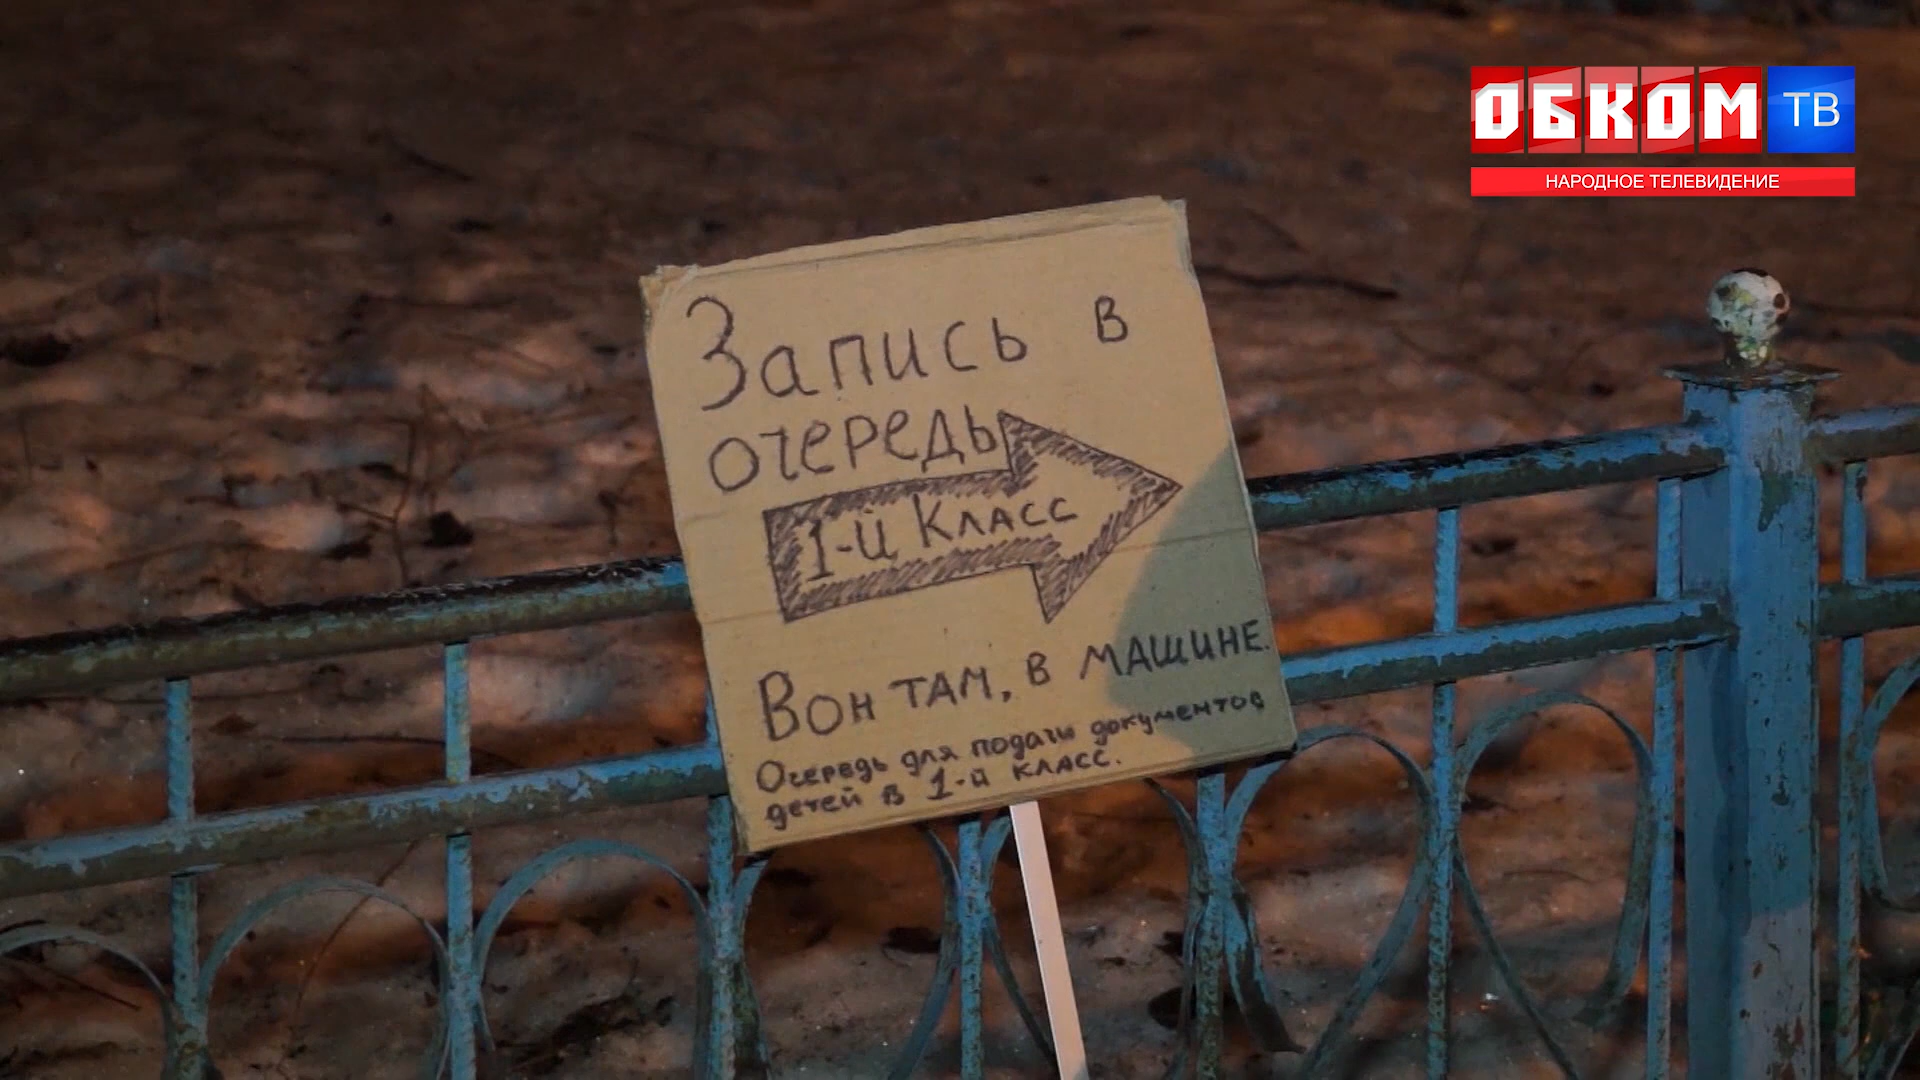 ОБКОМ ТВ
НАРОДНОЕ ТЕЛЕВИДЕНИЕ
Запись в
очередь
1-й Класс
Вон там, в машине.
Очередь для подачи документов
детей в 1-й класс.